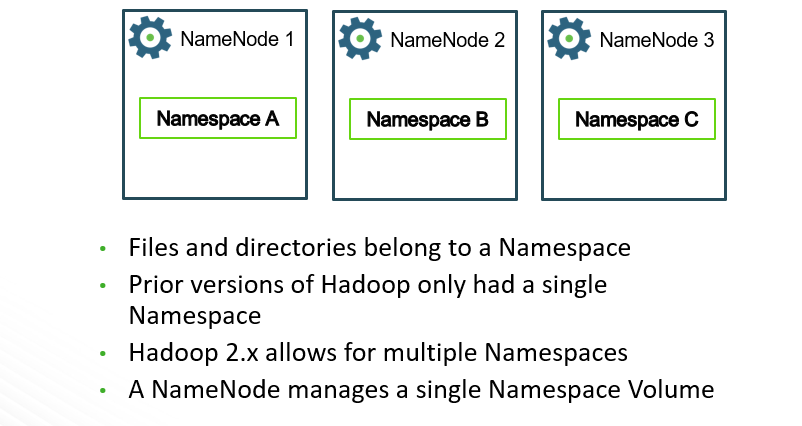 NameNode 1
NameNode 2
NameNode 3
Namespace A
Namespace B
Namespace C
• Files and directories belong to a Namespace
• Prior versions of Hadoop only had a single
Namespace
• Hadoop 2.x allows for multiple Namespaces
• A NameNode manages a single Namespace Volume